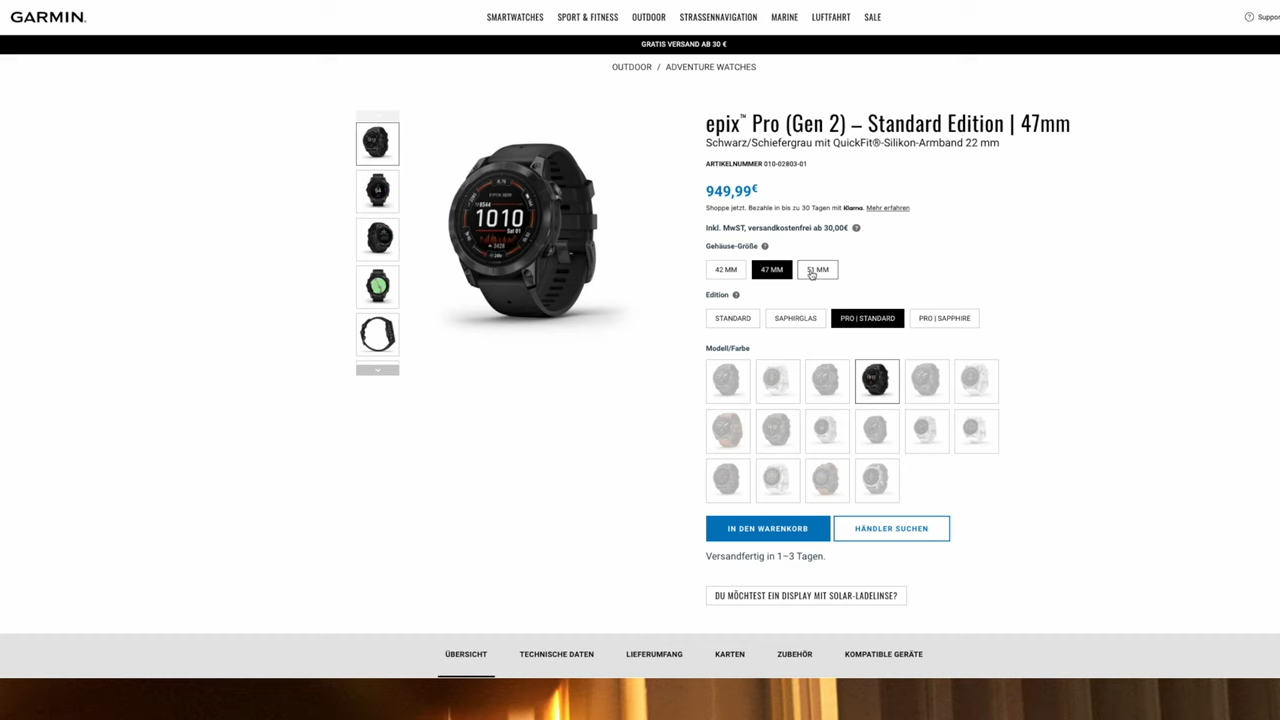 GARMIN.
SMARTWATCHES SPORT & FITNESS OUTDOOR STRASSENNAVIGATION MARINE LUFTFAHRT SALE
GRATIS VERSAND AB 30 €
OUTDOOR / ADVENTURE WATCHES
epix™ Pro (Gen 2) – Standard Edition | 47mm
Schwarz/Schiefergrau mit QuickFit®-Silikon-Armband 22 mm
ARTIKELNUMMER 010-02803-01
949,99€
Shoppe jetzt. Bezahle in bis zu 30 Tagen mit Klarna. Mehr erfahren
Inkl. MwST, versandkostenfrei ab 30,00€ ?
Gehäuse-Größe ?
42 MM 47 MM 51 MM
Edition ?
STANDARD SAPHIRGLAS PRO | STANDARD PRO | SAPPHIRE
Modell/Farbe
1010
IN DEN WARENKORB HÄNDLER SUCHEN
Versandfertig in 1–3 Tagen.
DU MÖCHTEST EIN DISPLAY MIT SOLAR-LADELINSE?
ÜBERSICHT TECHNISCHE DATEN LIEFERUMFANG KARTEN ZUBEHÖR KOMPATIBLE GERÄTE